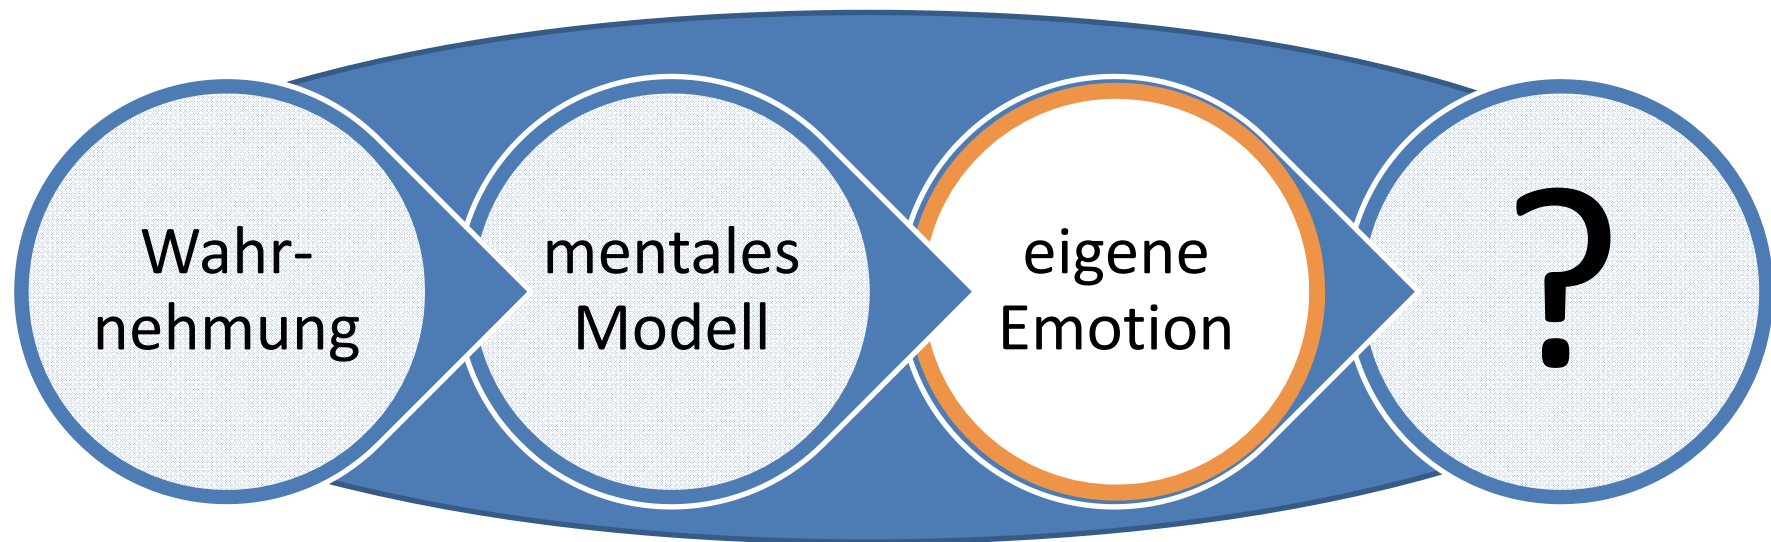 Wahr-
nehmung
mentales
Modell
eigene
Emotion
?